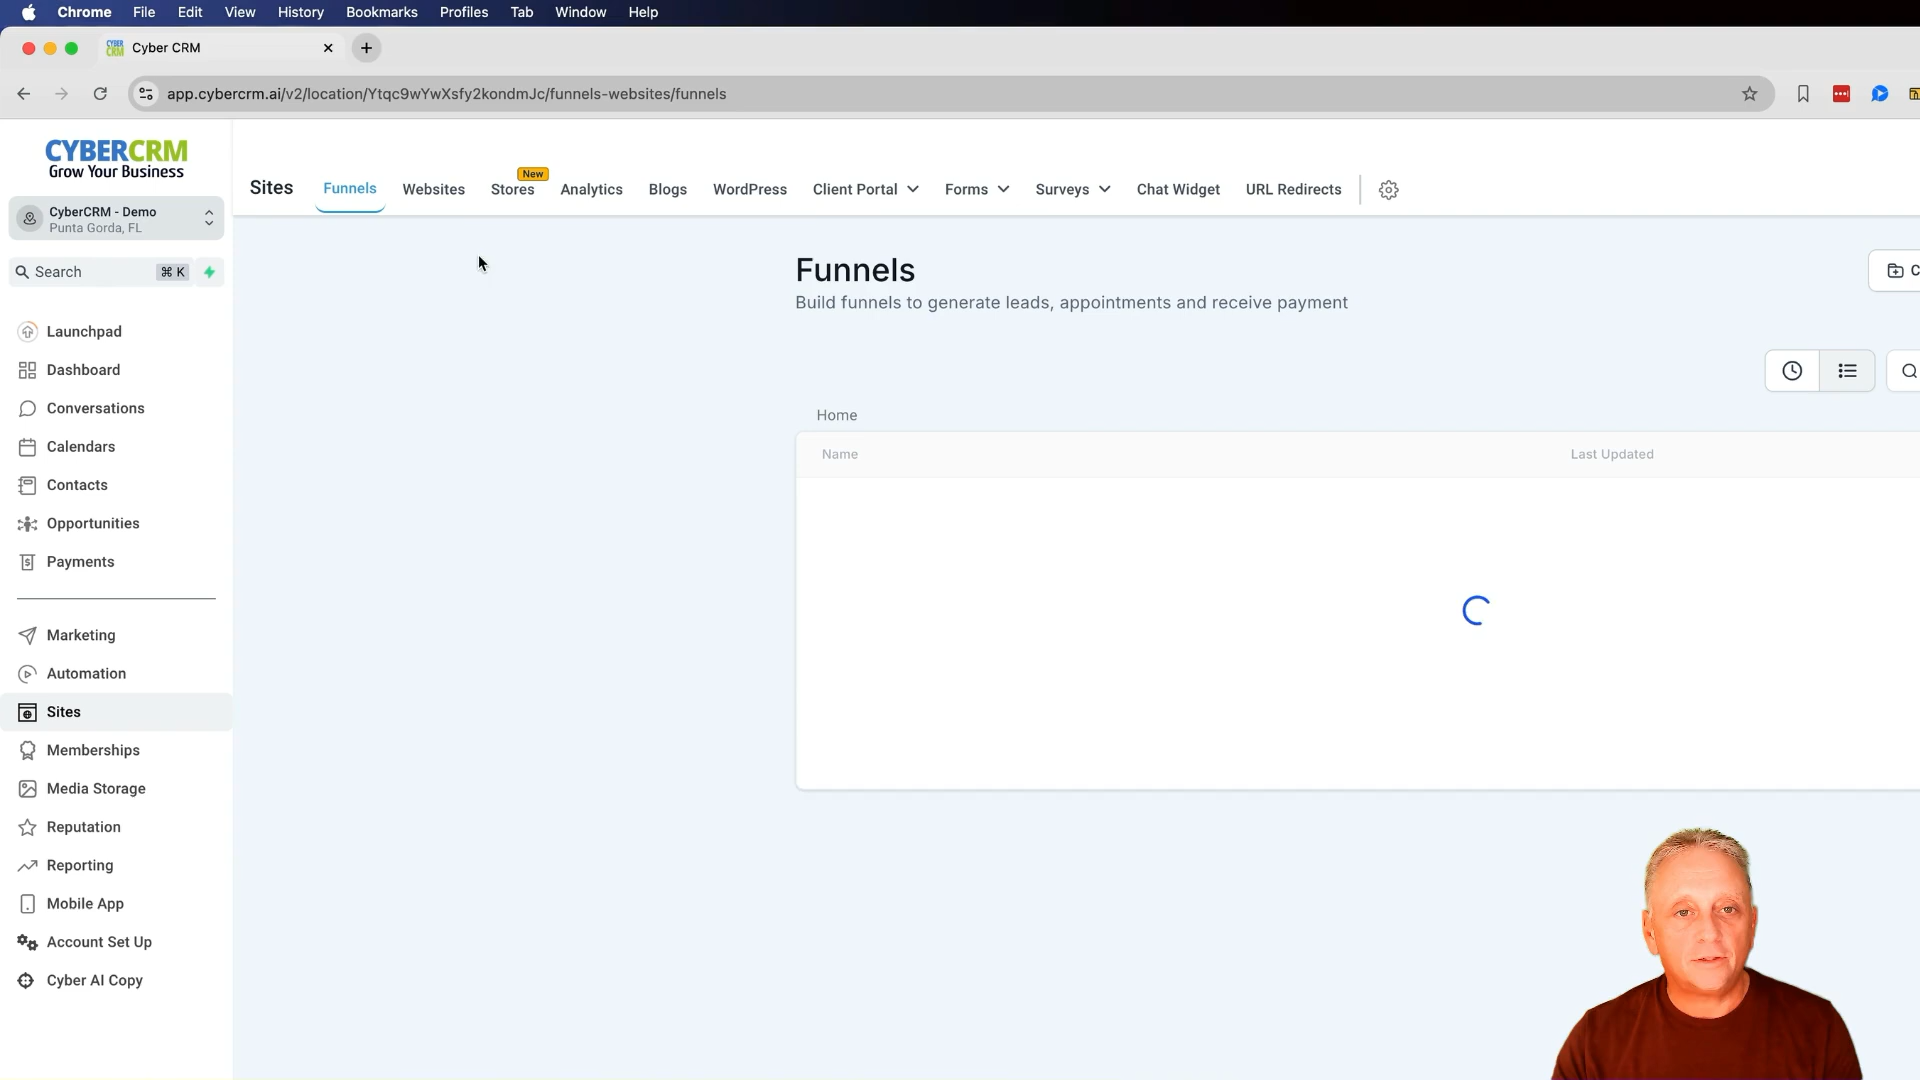 Chrome File Edit View History Bookmarks Profiles Tab Window Help
Cyber CRM
app.cybercrm.ai/v2/location/Ytqc9wYwXsfy2kondmJc/funnels-websites/funnels
CYBERCRM
Grow Your Business
CyberCRM - Demo
Punta Gorda, FL
Search ⌘ K
Launchpad
Dashboard
Conversations
Calendars
Contacts
Opportunities
Payments
Marketing
Automation
Sites
Memberships
Media Storage
Reputation
Reporting
Mobile App
Account Set Up
Cyber AI Copy
New
Sites Funnels Websites Stores Analytics Blogs WordPress Client Portal Forms Surveys Chat Widget URL Redirects
Funnels
Build funnels to generate leads, appointments and receive payment
Home
Name Last Updated